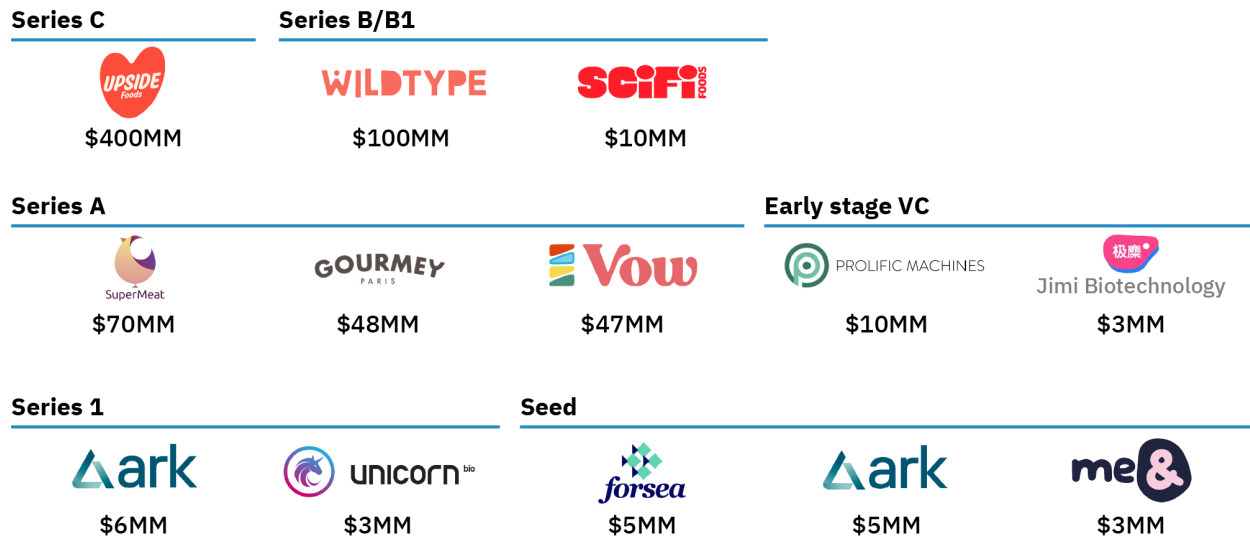 Series C
Series B/B1
UPSIDE
Foods
WiLDTYPE
SCiFi
FOODS
$400MM
$100MM
$10MM
Series A
Early stage VC
SuperMeat
GOURMEY
PARIS
Vow
PROLIFIC MACHINES
极麋
Jimi Biotechnology
$70MM
$48MM
$47MM
$10MM
$3MM
Series 1
Seed
ark
unicorn bio
forsea
ark
me&
$6MM
$3MM
$5MM
$5MM
$3MM